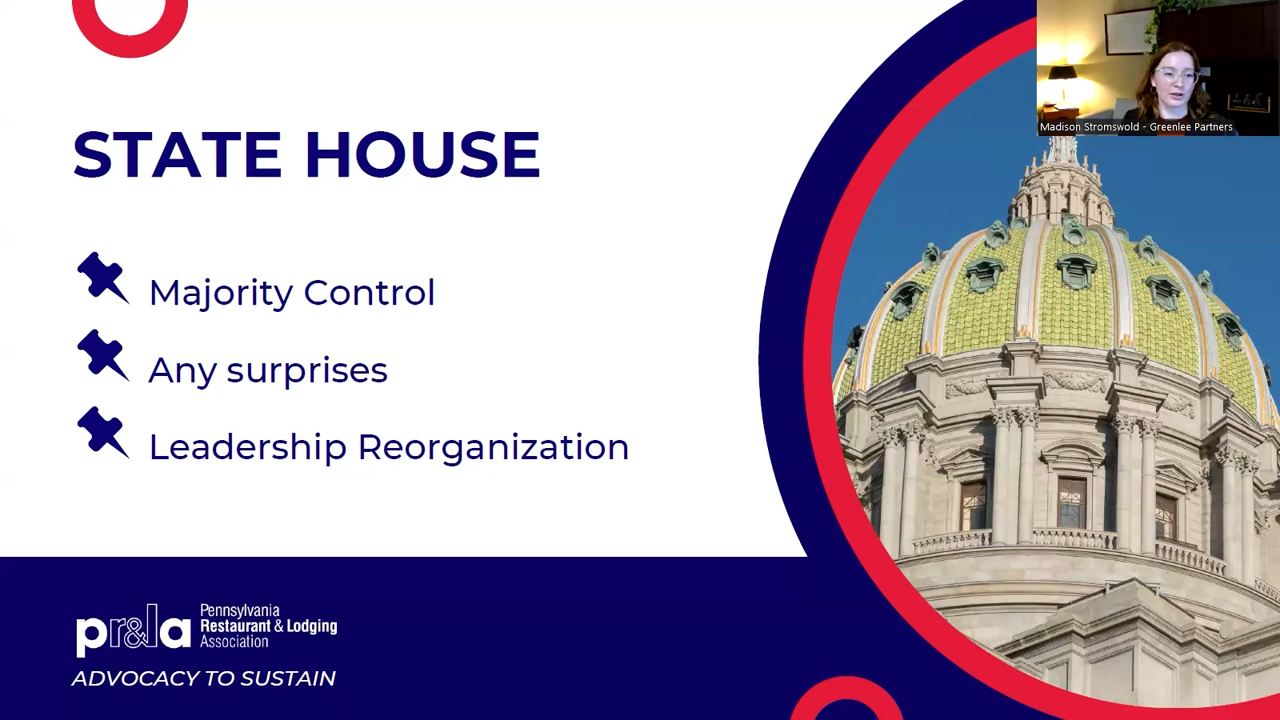 Madison Stromswold - Greenlee Partners
STATE HOUSE
Majority Control
Any surprises
Leadership Reorganization
pr&la
Pennsylvania
Restaurant & Lodging
Association
ADVOCACY TO SUSTAIN